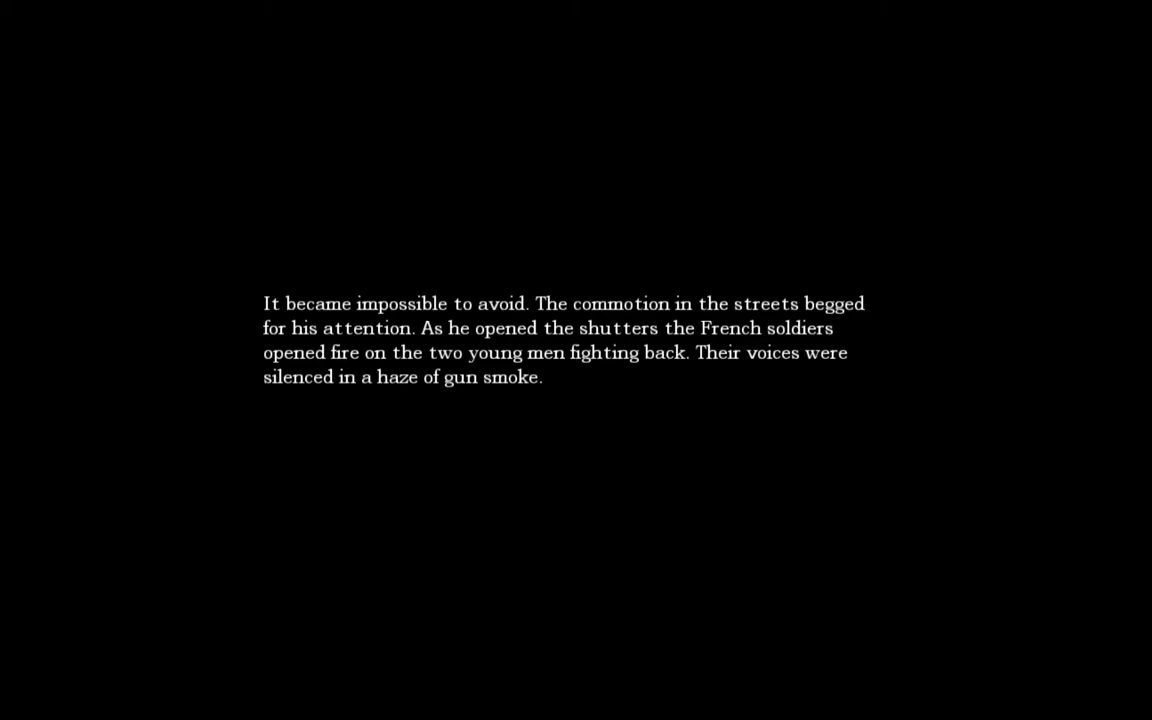 It became impossible to avoid. The commotion in the streets begged
for his attention. As he opened the shutters the French soldiers
opened fire on the two young men fighting back. Their voices were
silenced in a haze of gun smoke.